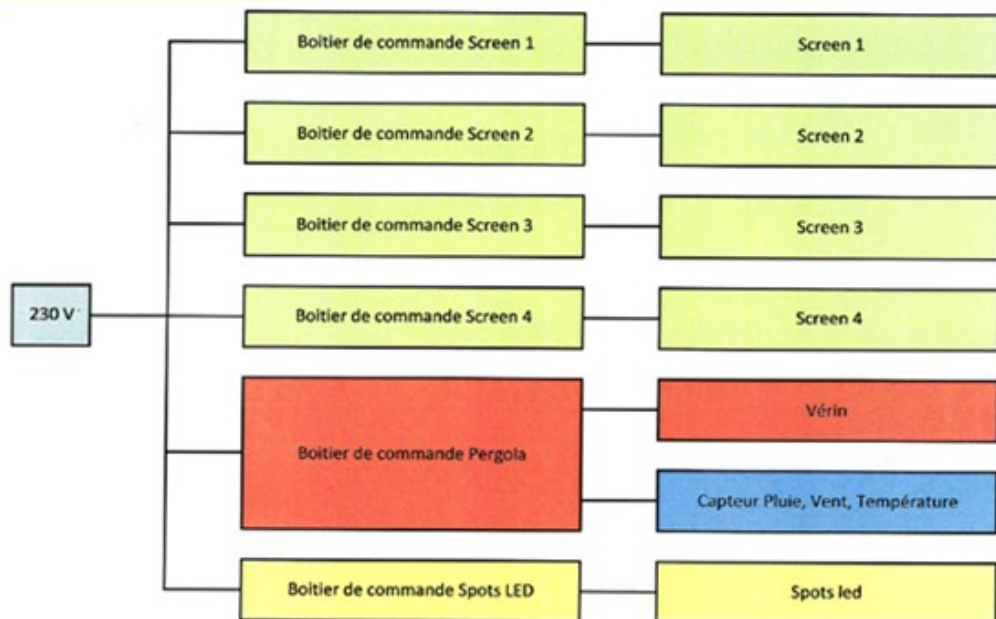 Boitier de commande Screen 1
Screen 1
Boitier de commande Screen 2
Screen 2
Boitier de commande Screen 3
Screen 3
230 V
Boitier de commande Screen 4
Screen 4
Boitier de commande Pergola
Vérin
Capteur Pluie, Vent, Température
Boitier de commande Spots LED
Spots led